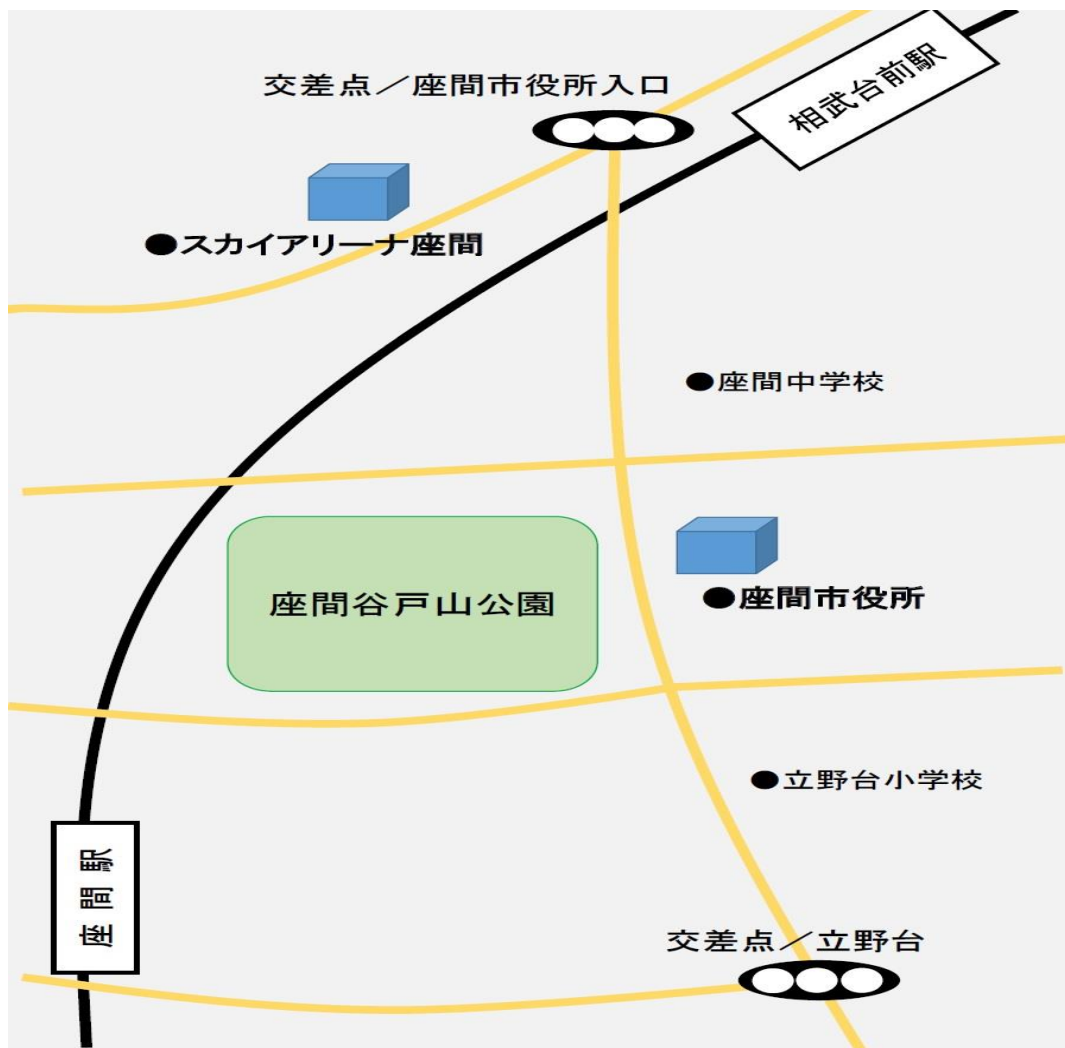 交差点/座間市役所入口
相武台前駅
●スカイアリーナ座間
●座間中学校
座間谷戸山公園
●座間市役所
●立野台小学校
座間駅
交差点/立野台